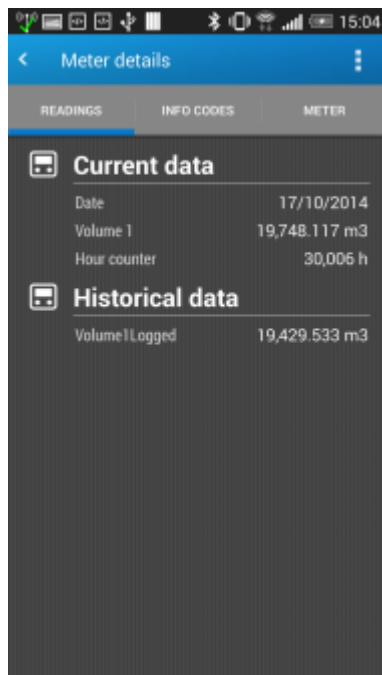 15:04
Meter details
READINGS INFO CODES METER
Current data
Date 17/10/2014
Volume 1 19,748.117 m3
Hour counter 30,006 h
Historical data
Volume1Logged 19,429.533 m3